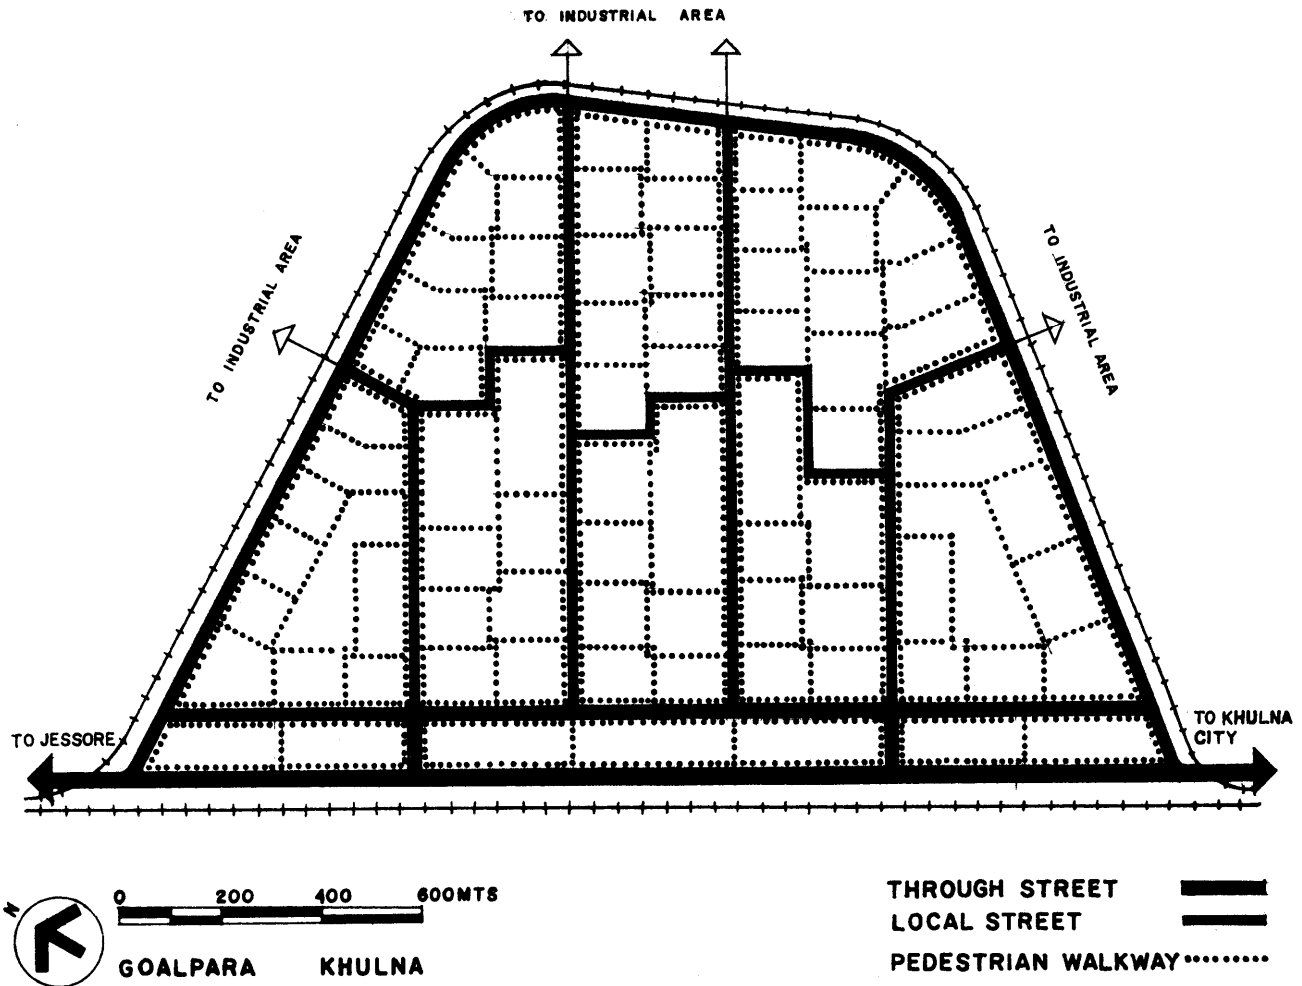 TO INDUSTRIAL AREA
TO INDUSTRIAL AREA
TO INDUSTRIAL AREA
TO JESSORE
TO KHULNA
CITY
N
0 200 400 600MTS
GOALPARA KHULNA
THROUGH STREET
LOCAL STREET
PEDESTRIAN WALKWAY